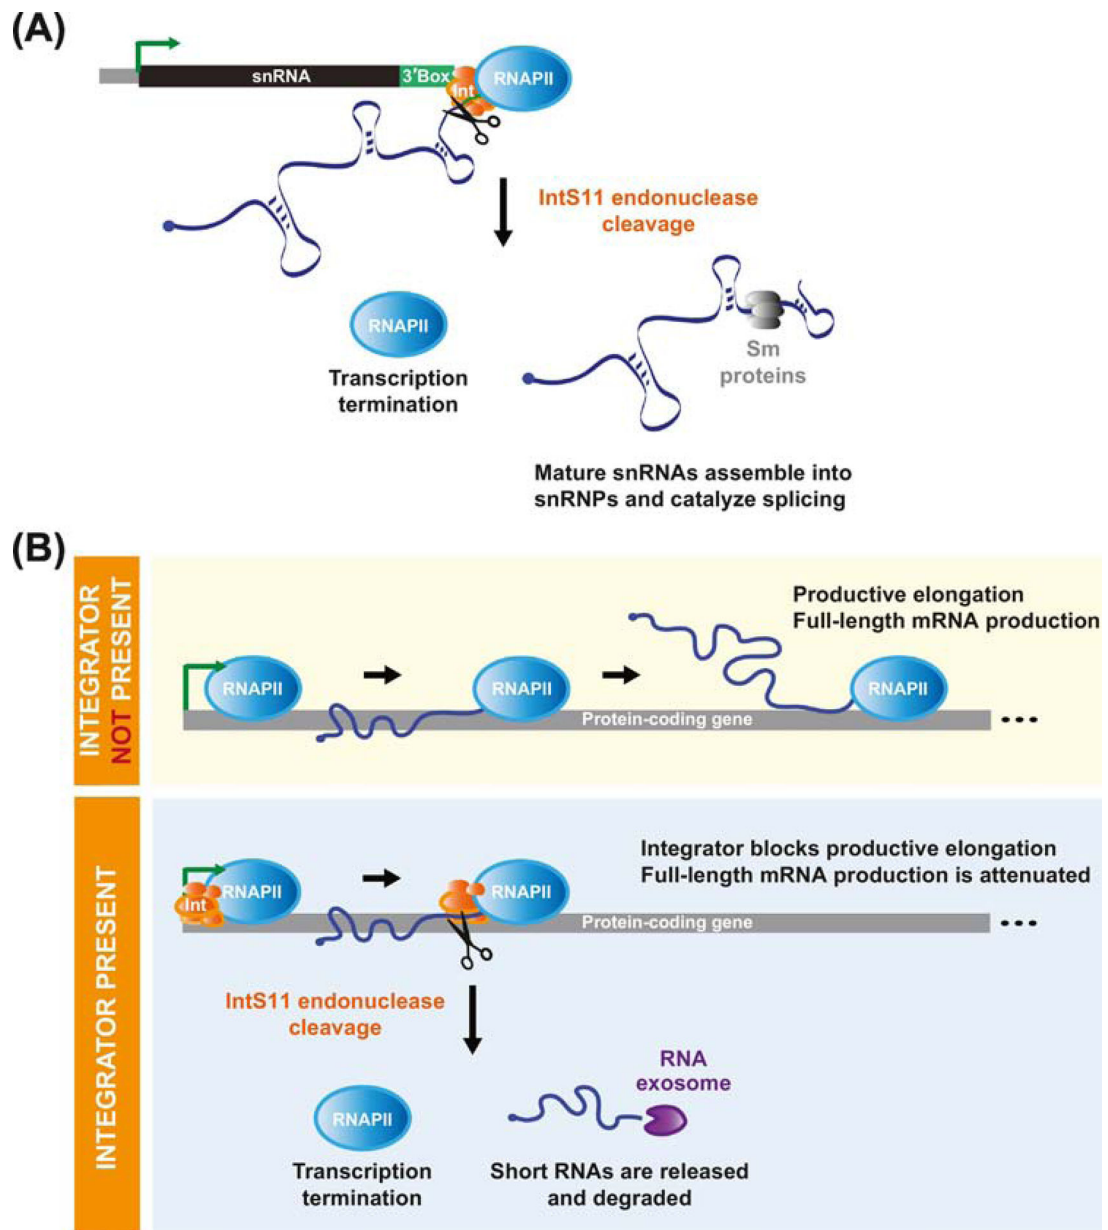 (A)
snRNA
3'Box
Int
RNAPII
IntS11 endonuclease
cleavage
RNAPII
Transcription
termination
Sm
proteins
Mature snRNAs assemble into
snRNPs and catalyze splicing
(B)
INTEGRATOR
NOT PRESENT
Productive elongation
Full-length mRNA production
RNAPII
RNAPII
RNAPII
Protein-coding gene
•••
INTEGRATOR PRESENT
Integrator blocks productive elongation
Full-length mRNA production is attenuated
Int
RNAPII
RNAPII
Protein-coding gene
•••
IntS11 endonuclease
cleavage
RNA
exosome
RNAPII
Transcription
termination
Short RNAs are released
and degraded